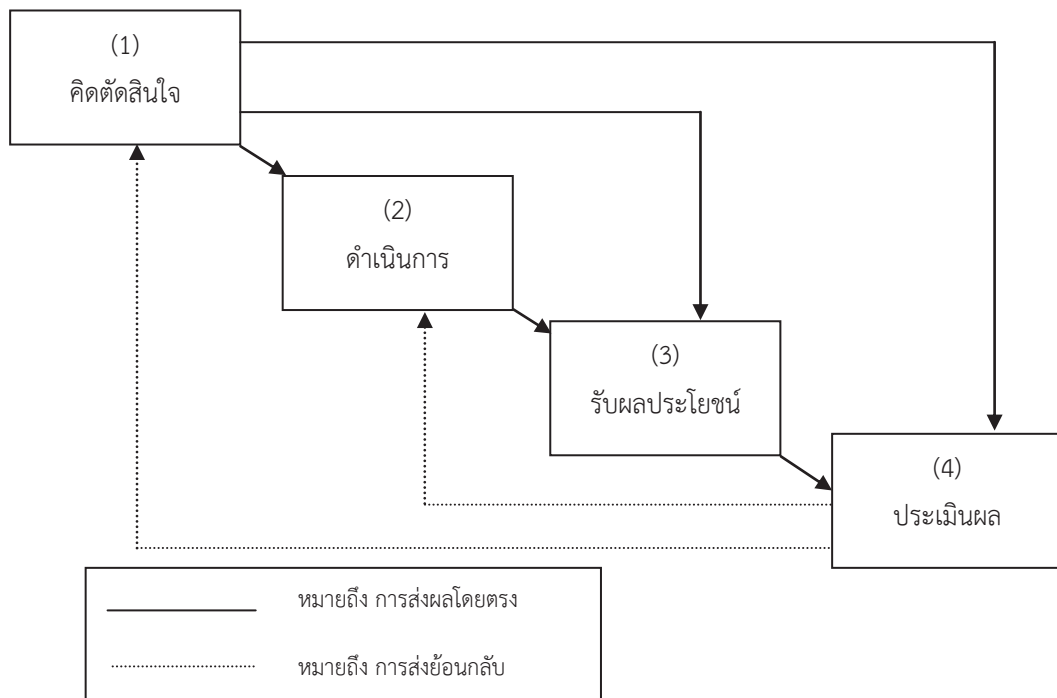 (1)
คิดตัดสินใจ
(2)
ดำเนินการ
(3)
รับผลประโยชน์
(4)
ประเมินผล
หมายถึง การส่งผลโดยตรง
หมายถึง การส่งย้อนกลับ